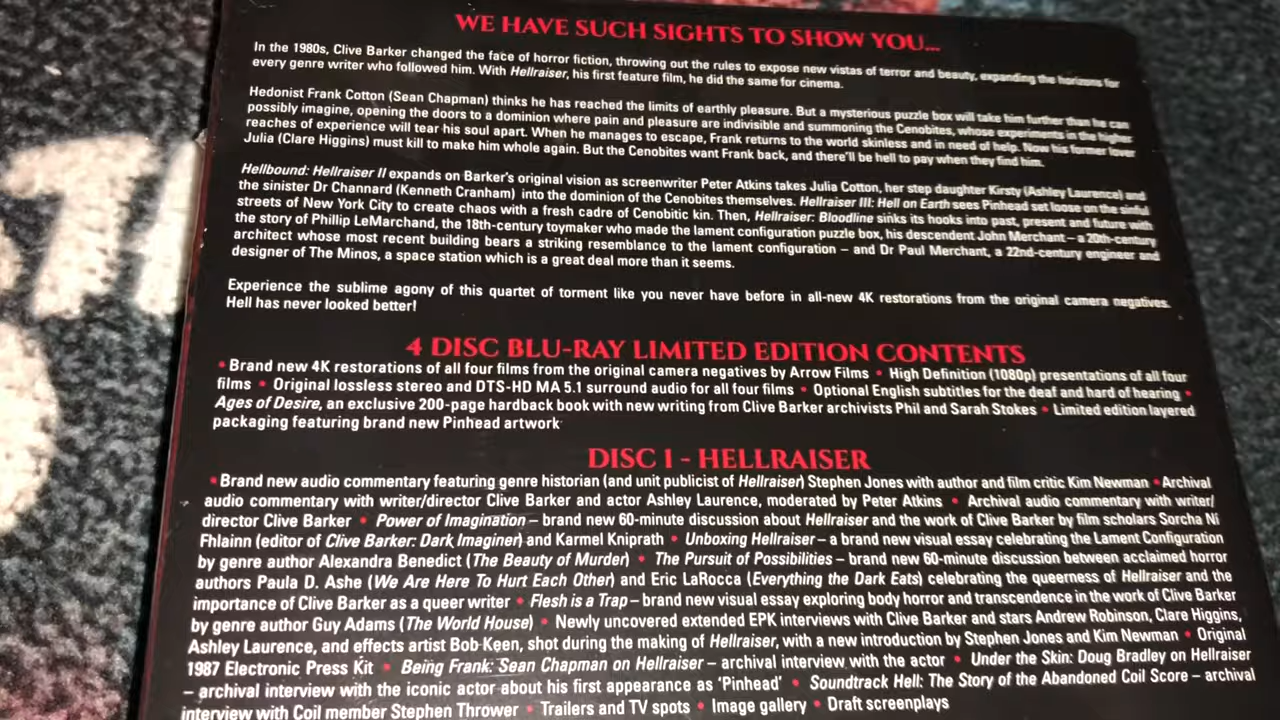 WE HAVE SUCH SIGHTS TO SHOW YOU...
In the 1980s, Clive Barker changed the face of horror fiction, throwing out the rules to expose new vistas of terror and beauty, expanding the horizons for
every genre writer who followed him. With Hellraiser, his first feature film, he did the same for cinema.
Hedonist Frank Cotton (Sean Chapman) thinks he has reached the limits of earthly pleasure. But a mysterious puzzle box will take him further than he can
possibly imagine, opening the doors to a dominion where pain and pleasure are indivisible and summoning the Cenobites, whose experiments in the higher
reaches of experience will tear his soul apart. When he manages to escape, Frank returns to the world skinless and in need of help. Now his former lover
Julia (Clare Higgins) must kill to make him whole again. But the Cenobites want Frank back, and there'll be hell to pay when they find him.
Hellbound: Hellraiser II expands on Barker's original vision as screenwriter Peter Atkins takes Julia Cotton, her step daughter Kirsty (Ashley Laurence) and
the sinister Dr Channard (Kenneth Cranham) into the dominion of the Cenobites themselves. Hellraiser III: Hell on Earth sees Pinhead set loose on the sinful
streets of New York City to create chaos with a fresh cadre of Cenobitic kin. Then, Hellraiser: Bloodline sinks its hooks into past, present and future with
the story of Phillip LeMarchand, the 18th-century toymaker who made the lament configuration puzzle box, his descendent John Merchant – a 20th-century
architect whose most recent building bears a striking resemblance to the lament configuration – and Dr Paul Merchant, a 22nd-century engineer and
designer of The Minos, a space station which is a great deal more than it seems.
Experience the sublime agony of this quartet of torment like you never have before in all-new 4K restorations from the original camera negatives.
Hell has never looked better!
4 DISC BLU-RAY LIMITED EDITION CONTENTS
• Brand new 4K restorations of all four films from the original camera negatives by Arrow Films • High Definition (1080p) presentations of all four
films • Original lossless stereo and DTS-HD MA 5.1 surround audio for all four films • Optional English subtitles for the deaf and hard of hearing •
Ages of Desire, an exclusive 200-page hardback book with new writing from Clive Barker archivists Phil and Sarah Stokes • Limited edition layered
packaging featuring brand new Pinhead artwork
DISC 1 - HELLRAISER
• Brand new audio commentary featuring genre historian (and unit publicist of Hellraiser) Stephen Jones with author and film critic Kim Newman • Archival
audio commentary with writer/director Clive Barker and actor Ashley Laurence, moderated by Peter Atkins • Archival audio commentary with writer/
director Clive Barker • Power of Imagination – brand new 60-minute discussion about Hellraiser and the work of Clive Barker by film scholars Sorcha Ní
Fhlainn (editor of Clive Barker: Dark Imaginer) and Karmel Kniprath • Unboxing Hellraiser – a brand new visual essay celebrating the Lament Configuration
by genre author Alexandra Benedict (The Beauty of Murder) • The Pursuit of Possibilities – brand new 60-minute discussion between acclaimed horror
authors Paula D. Ashe (We Are Here To Hurt Each Other) and Eric LaRocca (Everything the Dark Eats) celebrating the queerness of Hellraiser and the
importance of Clive Barker as a queer writer • Flesh is a Trap – brand new visual essay exploring body horror and transcendence in the work of Clive Barker
by genre author Guy Adams (The World House) • Newly uncovered extended EPK interviews with Clive Barker and stars Andrew Robinson, Clare Higgins,
Ashley Laurence, and effects artist Bob Keen, shot during the making of Hellraiser, with a new introduction by Stephen Jones and Kim Newman • Original
1987 Electronic Press Kit • Being Frank: Sean Chapman on Hellraiser – archival interview with the actor • Under the Skin: Doug Bradley on Hellraiser
– archival interview with the iconic actor about his first appearance as 'Pinhead' • Soundtrack Hell: The Story of the Abandoned Coil Score – archival
interview with Coil member Stephen Thrower • Trailers and TV spots • Image gallery • Draft screenplays